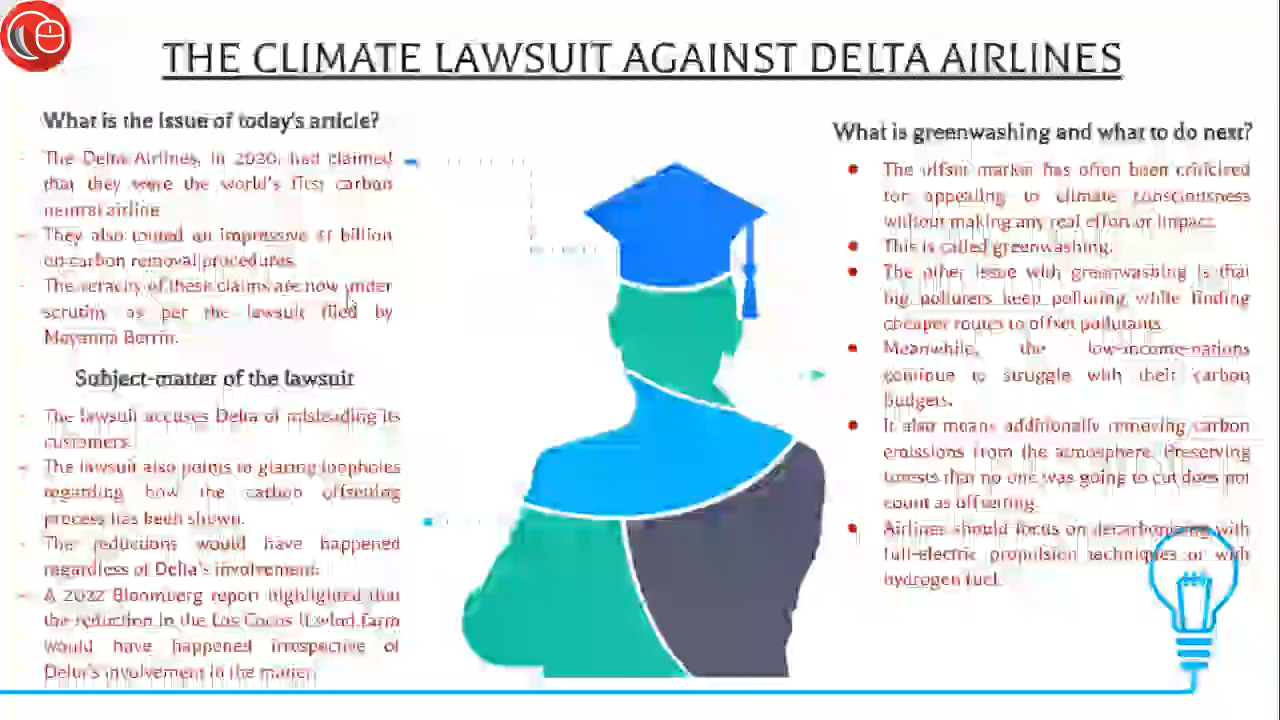 THE CLIMATE LAWSUIT AGAINST DELTA AIRLINES
What is the issue of today's article?
The Delta Airlines, in 2020, had claimed
that they were the world's first carbon
neutral airline.
They also touted an impressive $1 billion
on carbon removal procedures.
The veracity of these claims are now under
scrutiny as per the lawsuit filed by
Mayanna Berrin.
Subject-matter of the lawsuit
The lawsuit accuses Delta of misleading its
customers.
The lawsuit also points to glaring loopholes
regarding how the carbon offsetting
process has been shown.
The reductions would have happened
regardless of Delta's involvement.
A 2022 Bloomberg report highlighted that
the reduction in the Los Cocos farm
would have happened irrespective of
Delta's involvement in the matter.
What is greenwashing and what to do next?
The offset market has often been criticized
for appealing to climate consciousness
without making any real effort or impact.
This is called greenwashing.
The other issue with greenwashing is that
big polluters keep polluting while finding
cheaper routes to offset pollutants.
Meanwhile, the low-income-nations
continue to struggle with their carbon
budgets.
It also means additionally removing carbon
emissions from the atmosphere. Preserving
forests that no one was going to cut does not
count as offsetting.
Airlines should focus on decarbonizing with
full-electric propulsion techniques or with
hydrogen fuel.